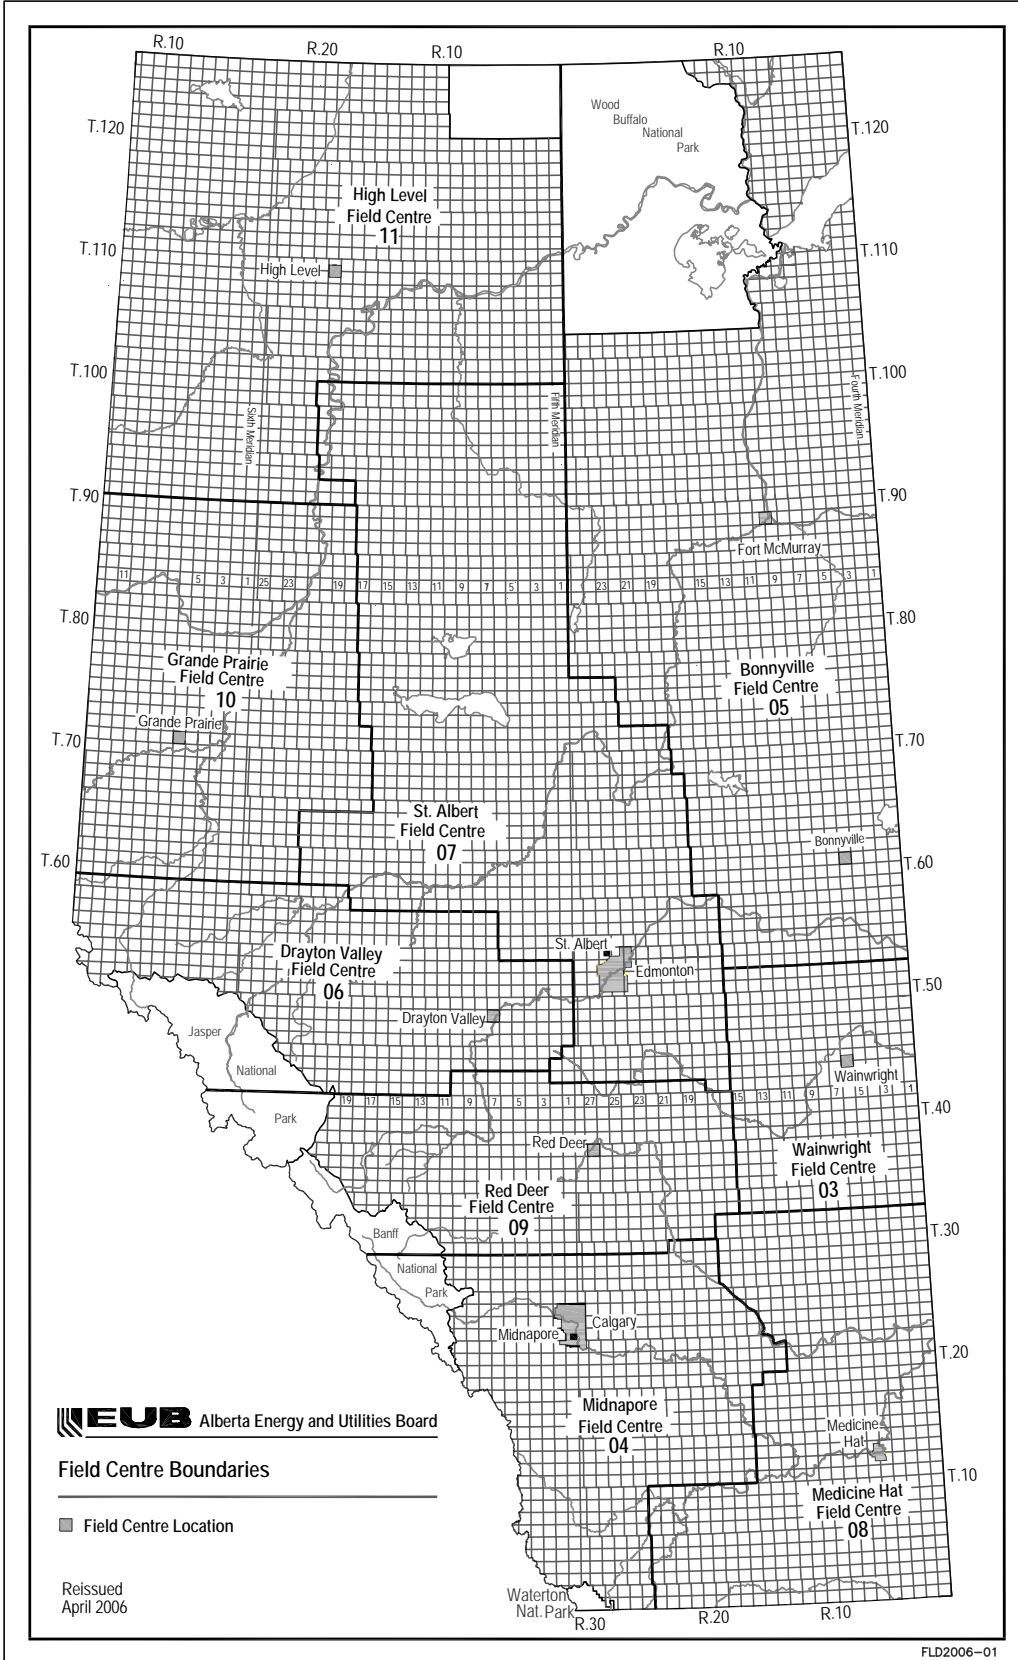 R.10 R.20 R.10 R.10
Wood
Buffalo
National
Park
T.120 T.120
High Level
Field Centre
11
T.110 T.110
High Level
T.100 T.100
Sixth Meridian
Fifth Meridian
Fourth Meridian
T.90 T.90
Fort McMurray
11 5 3 1 25 23 19 17 15 13 11 9 7 5 3 1 23 21 19 15 13 11 9 7 5 3 1
T.80 T.80
Grande Prairie
Field Centre
10
Bonnyville
Field Centre
05
Grande Prairie
T.70 T.70
St. Albert
Field Centre
07
Bonnyville
T.60 T.60
St. Albert
Edmonton
Drayton Valley
Field Centre
06
T.50
Drayton Valley
Jasper
National
Park
Wainwright
19 17 15 13 11 9 7 5 3 1 27 25 23 21 19 15 13 11 9 7 5 3 1
T.40
Red Deer
Wainwright
Field Centre
03
Red Deer
Field Centre
09
Banff
National
Park
T.30
Calgary
Midnapore
T.20
Midnapore
Field Centre
04
EUB Alberta Energy and Utilities Board
Medicine
Hat
Field Centre Boundaries
T.10
Medicine Hat
Field Centre
08
Field Centre Location
Reissued
April 2006
Waterton
Nat. Park
R.30 R.20 R.10
FLD2006-01